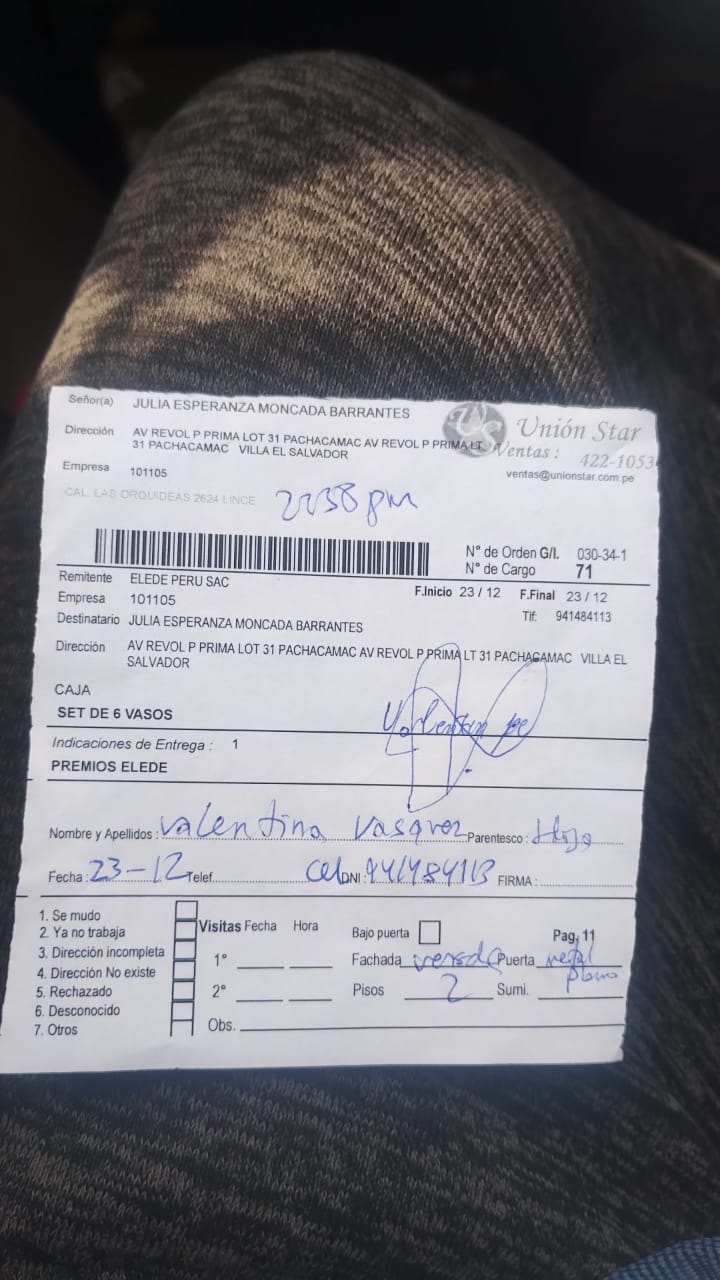 Señor(a) JULIA ESPERANZA MONCADA BARRANTES
Unión Star
Dirección AV REVOL P PRIMA LOT 31 PACHACAMAC AV REVOL P PRIMA LT
31 PACHACAMAC VILLA EL SALVADOR
Ventas : 422-1053
ventas@unionstar.com.pe
Empresa 101105
CAL. LAS ORQUIDEAS 2624 LINCE
pm
N° de Orden G/I. 030-34-1
N° de Cargo 71
Remitente ELEDE PERU SAC
F.Inicio 23 / 12 F.Final 23 / 12
Empresa 101105
Tlf: 941484113
Destinatario JULIA ESPERANZA MONCADA BARRANTES
Dirección AV REVOL P PRIMA LOT 31 PACHACAMAC AV REVOL P PRIMA LT 31 PACHACAMAC VILLA EL
SALVADOR
CAJA
SET DE 6 VASOS
Indicaciones de Entrega : 1
PREMIOS ELEDE
Nombre y Apellidos : Valentina Vasquez Parentesco : Hija
Fecha : 23-12 Telef. Cel DNI : 941484113 FIRMA :
1. Se mudo
2. Ya no trabaja
3. Dirección incompleta
4. Dirección No existe
5. Rechazado
6. Desconocido
7. Otros
Visitas Fecha Hora
1°
2°
Obs.
Bajo puerta
Pag, 11
Fachada Puerta metal
plomo
Pisos 2 Sumi.